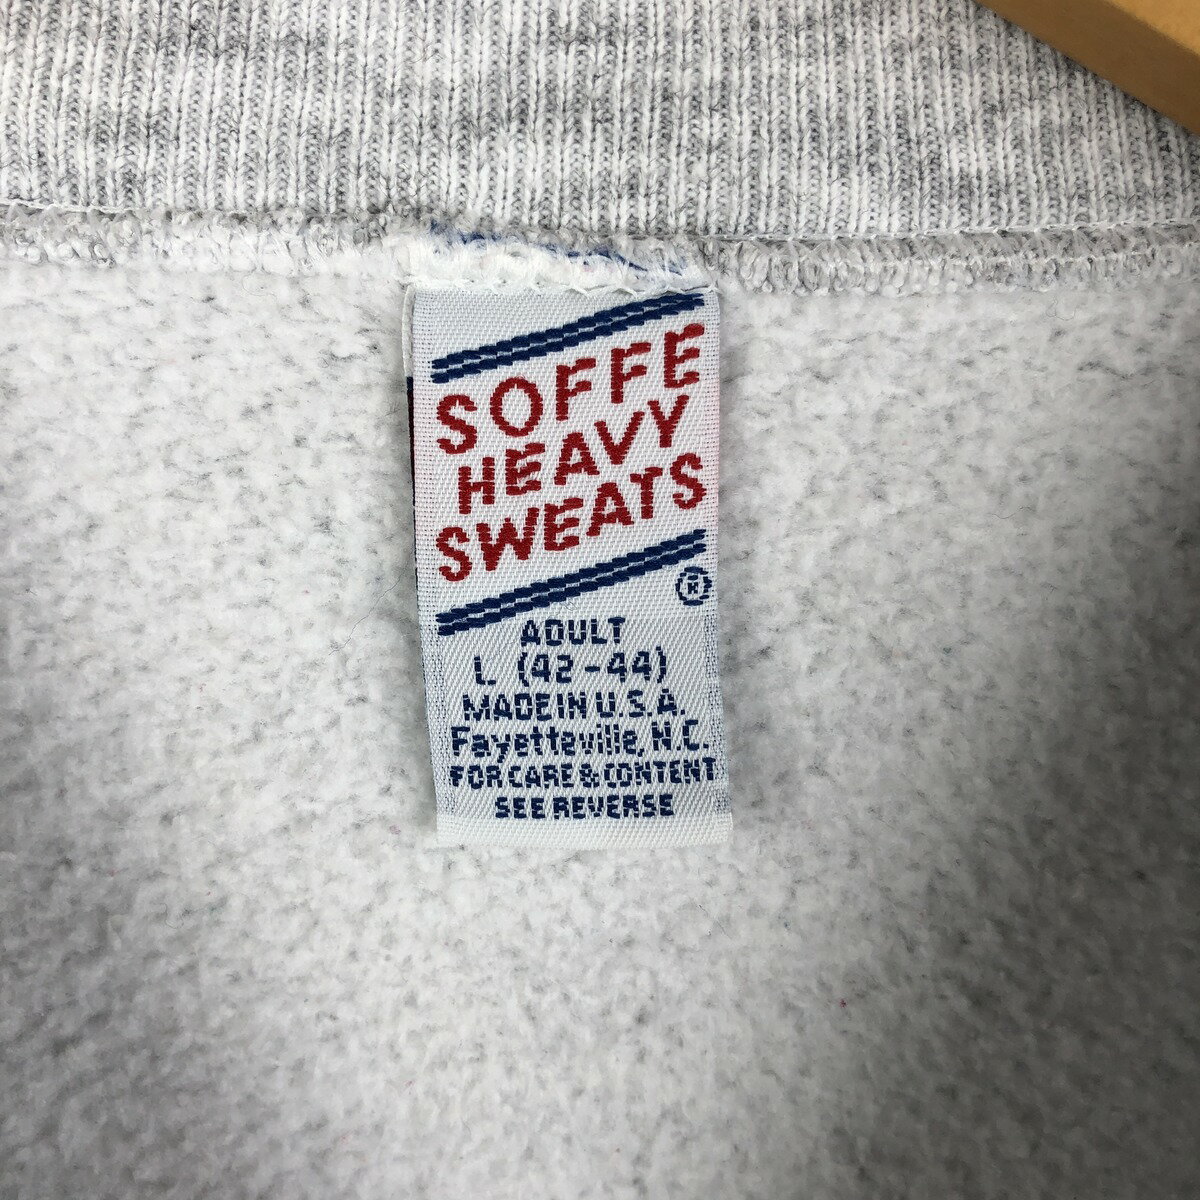 SOFFE
HEAVY
SWEATS
®
ADULT
L (42-44)
MADE IN U.S.A.
Fayetteville, N.C.
FOR CARE & CONTENT
SEE REVERSE